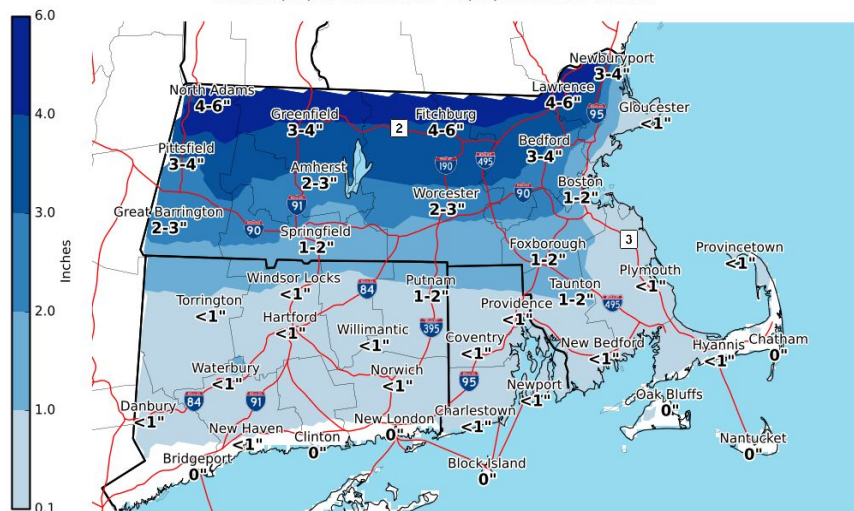 6.0
4.0
3.0
2.0
1.0
0.1
Inches
Newburyport
3-4"
North Adams
4-6"
Lawrence
4-6"
95
Gloucester
<1"
Greenfield
3-4"
2
Fitchburg
4-6"
Bedford
3-4"
Pittsfield
3-4"
Amherst
2-3"
190
495
Boston
1-2"
Worcester
2-3"
90
91
Great Barrington
2-3"
90
Springfield
1-2"
3
Foxborough
1-2"
Provincetown
<1"
Windsor Locks
<1"
84
Putnam
1-2"
Taunton
1-2"
Plymouth
<1"
495
Torrington
<1"
Hartford
<1"
Willimantic
<1"
395
Providence
<1"
Coventry
<1"
New Bedford
<1"
Hyannis
<1"
Chatham
0"
Waterbury
<1"
Norwich
<1"
95
Newport
<1"
Oak Bluffs
0"
Danbury
<1"
84
91
New Haven
<1"
Clinton
0"
New London
0"
Charlestown
<1"
Nantucket
0"
Bridgeport
0"
Block Island
0"